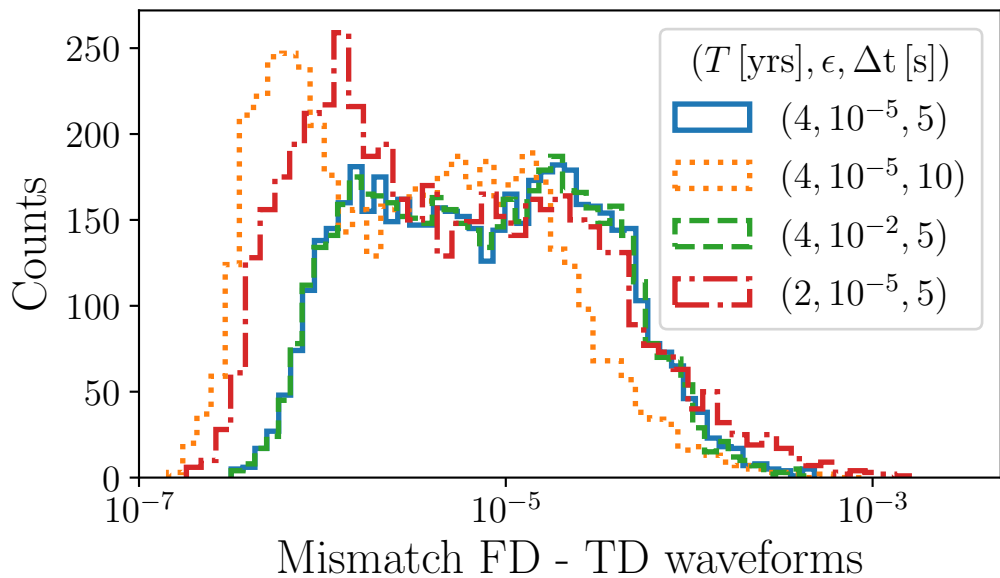 250
200
150
100
50
0
Counts
(T [yrs], ϵ, Δt [s])
(4, 10⁻⁵, 5)
(4, 10⁻⁵, 10)
(4, 10⁻², 5)
(2, 10⁻⁵, 5)
10⁻⁷
10⁻⁵
10⁻³
Mismatch FD - TD waveforms